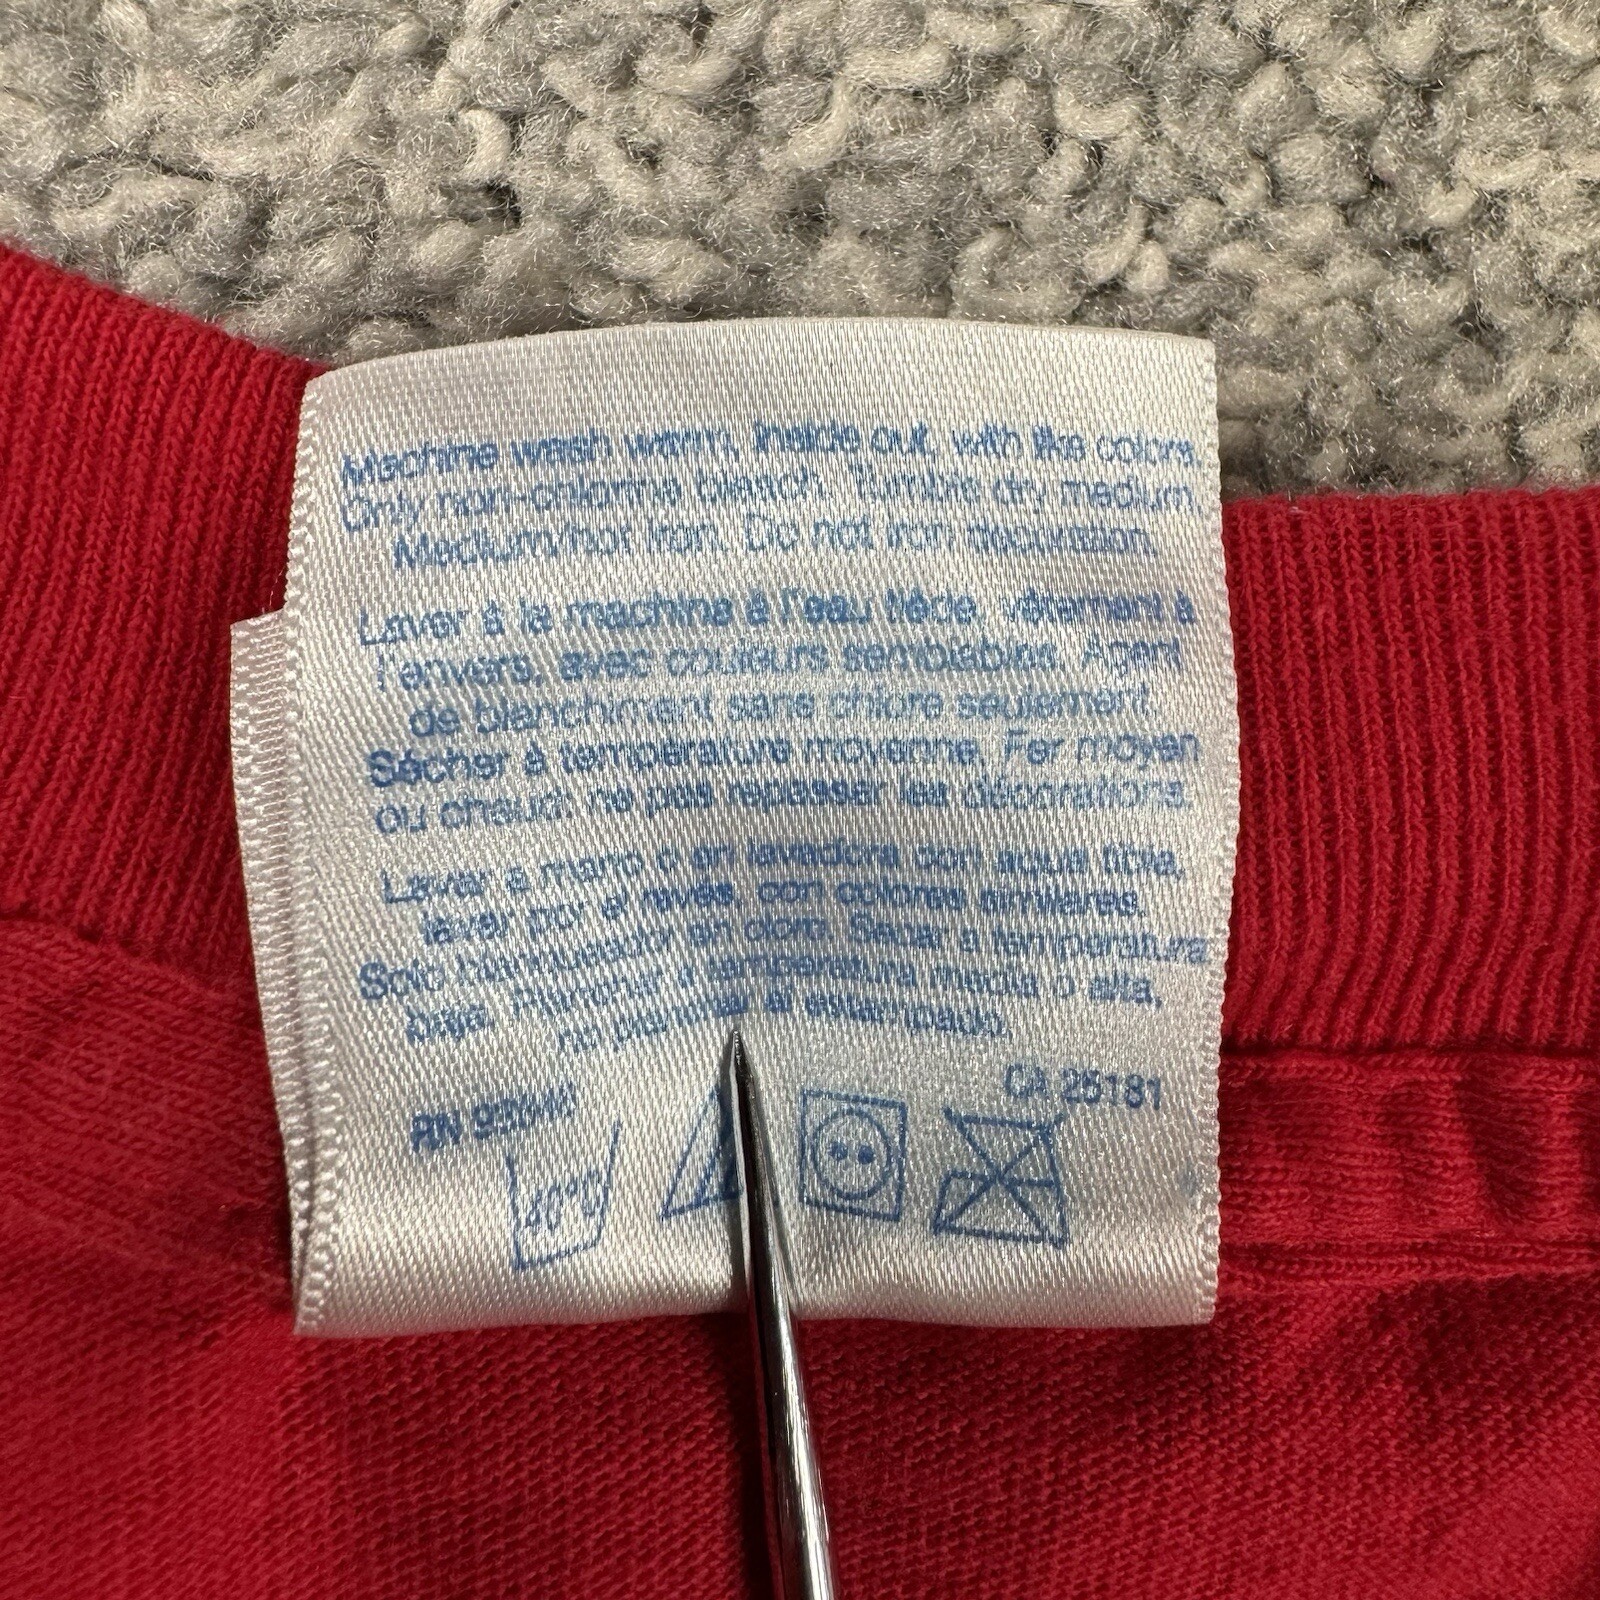 Machine wash warm, inside out, with like colors.
Only non-chlorine bleach. Tumble dry medium.
Medium/hot iron. Do not iron decoration.
Laver à la machine à l'eau tiède, vêtement à
l'envers, avec couleurs semblables. Agent
de blanchiment sans chlore seulement.
Sécher à température moyenne. Fer moyen
ou chaud: ne pas repasser les décorations.
Lavar a mano o en lavadora con agua tibia,
lavar por el revés con colores similares.
Solo blanqueador sin cloro. Secar a temperatura
baja. Planchar a temperatura media o alta,
no planchar el estampado.
CA 25181
RN